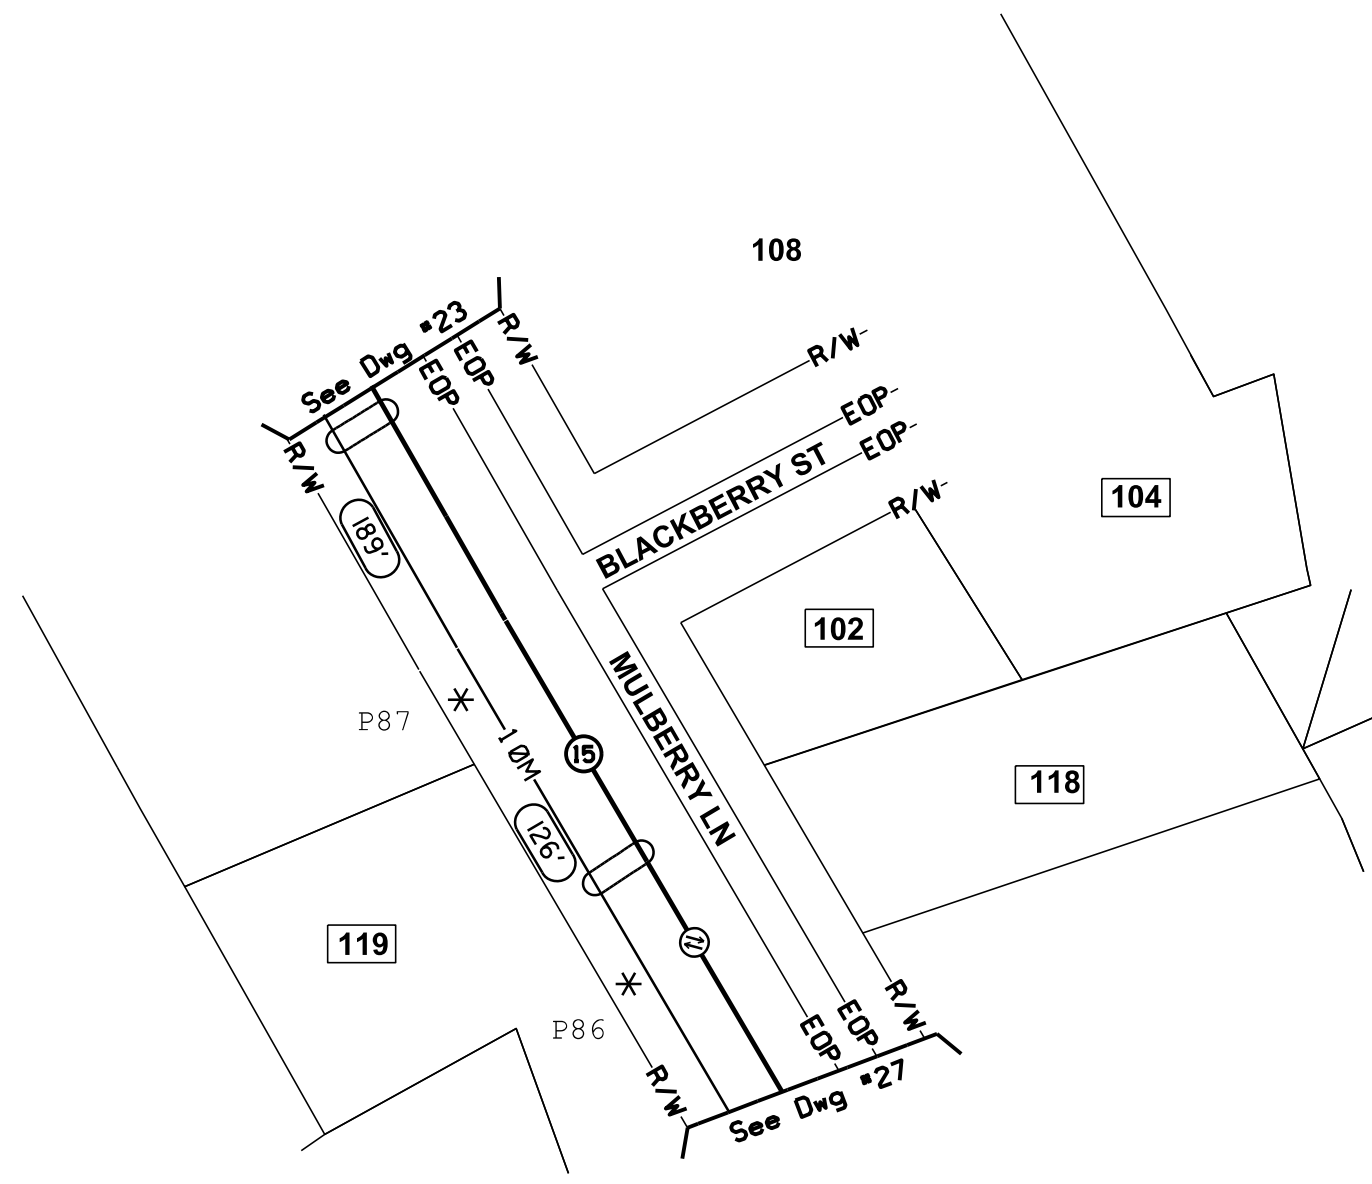 108
See Dwg #23
R/W
EOP
EOP
R/W
R/W
EOP
EOP
R/W
BLACKBERRY ST
104
189'
102
MULBERRY LN
P87
10M
15
118
126'
119
P86
R/W
EOP
EOP
R/W
See Dwg #27